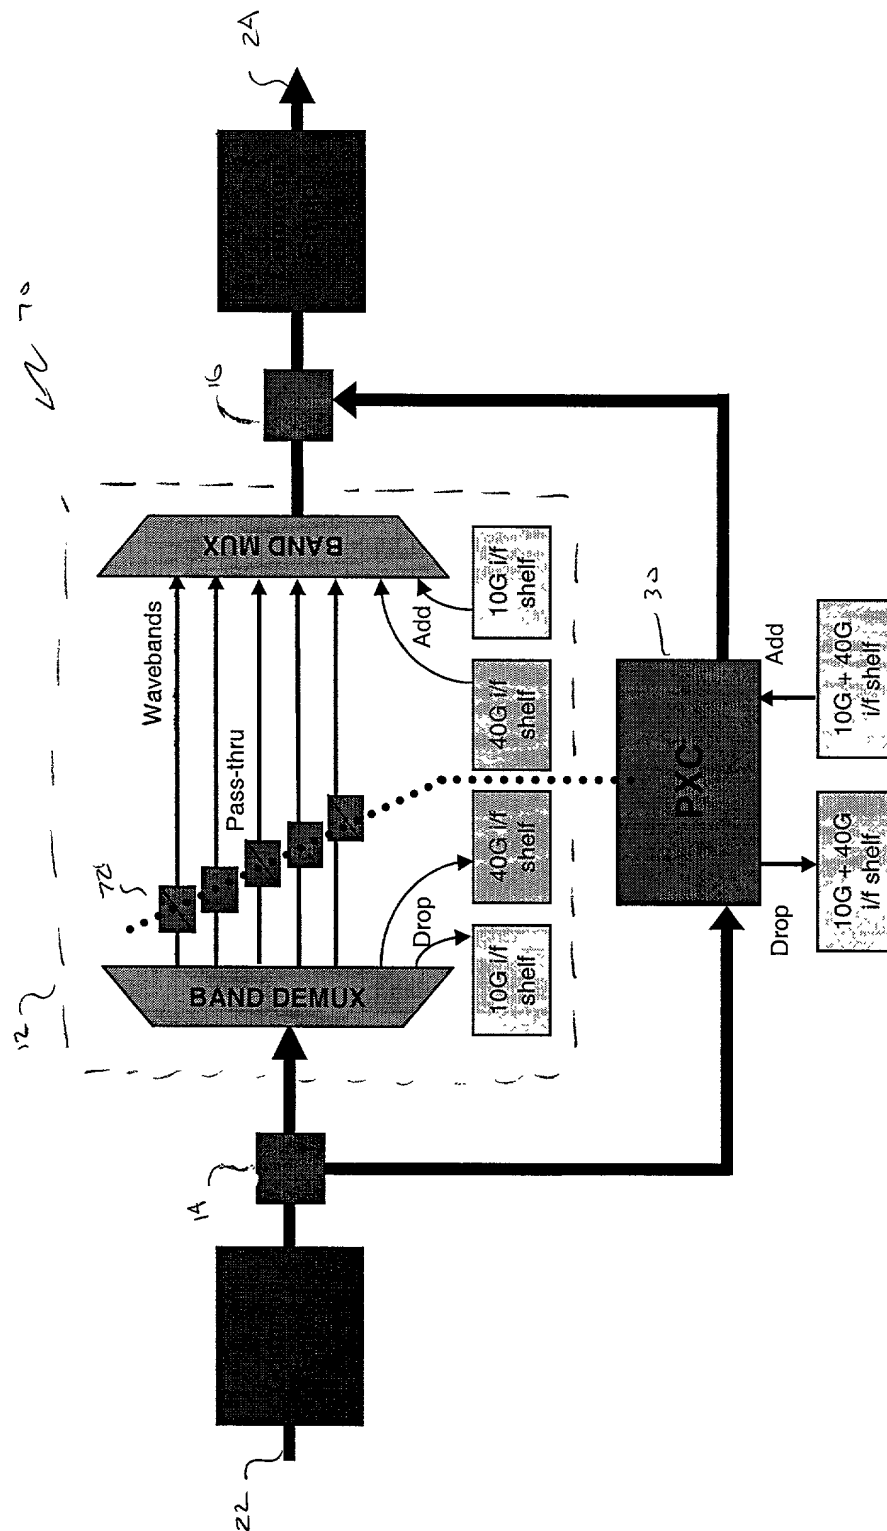 70
12
72
Wavebands
Pass-thru
BAND DEMUX
BAND MUX
Drop
Add
10G i/f
shelf
40G i/f
shelf
40G i/f
shelf
10G i/f
shelf
22
14
16
24
30
PXC
Drop
Add
10G + 40G
i/f shelf
10G + 40G
i/f shelf